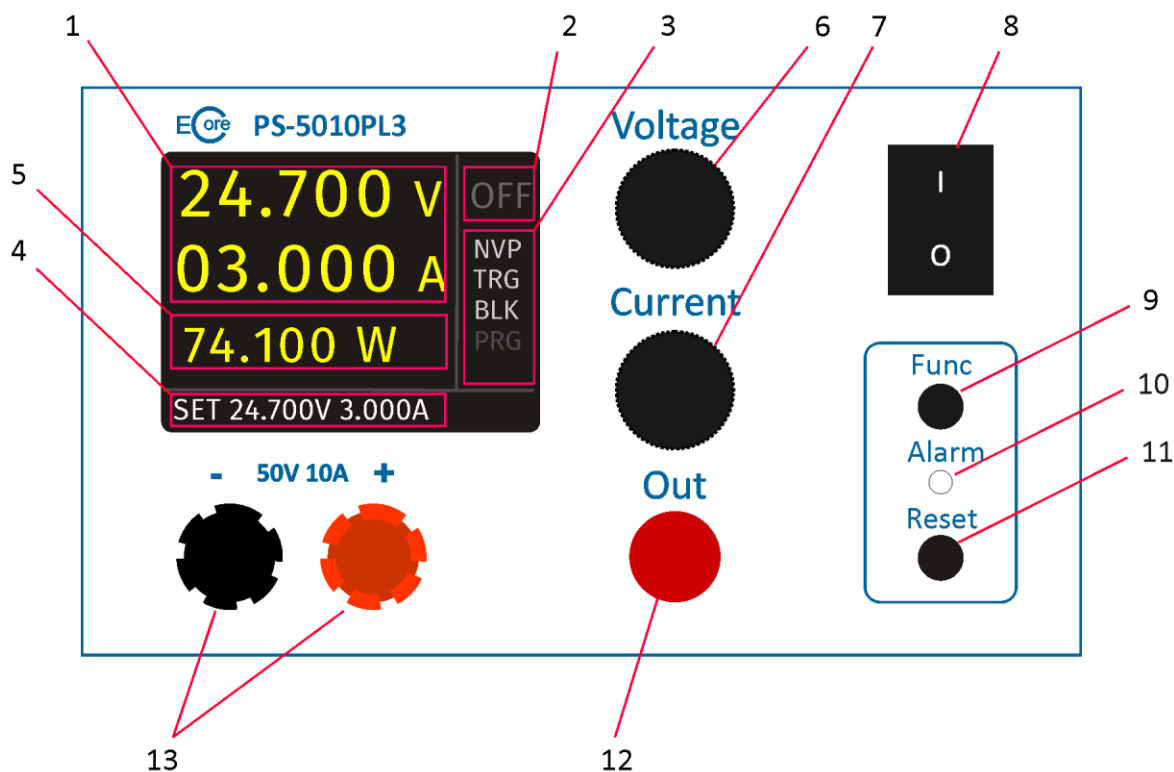 1 2 3 6 7 8
ECore PS-5010PL3
Voltage
5
24.700 V
OFF
I
4
03.000 A
NVP
TRG
BLK
PRG
O
Current
9
74.100 W
Func
10
SET 24.700V 3.000A
Alarm
11
- 50V 10A +
Out
Reset
13 12